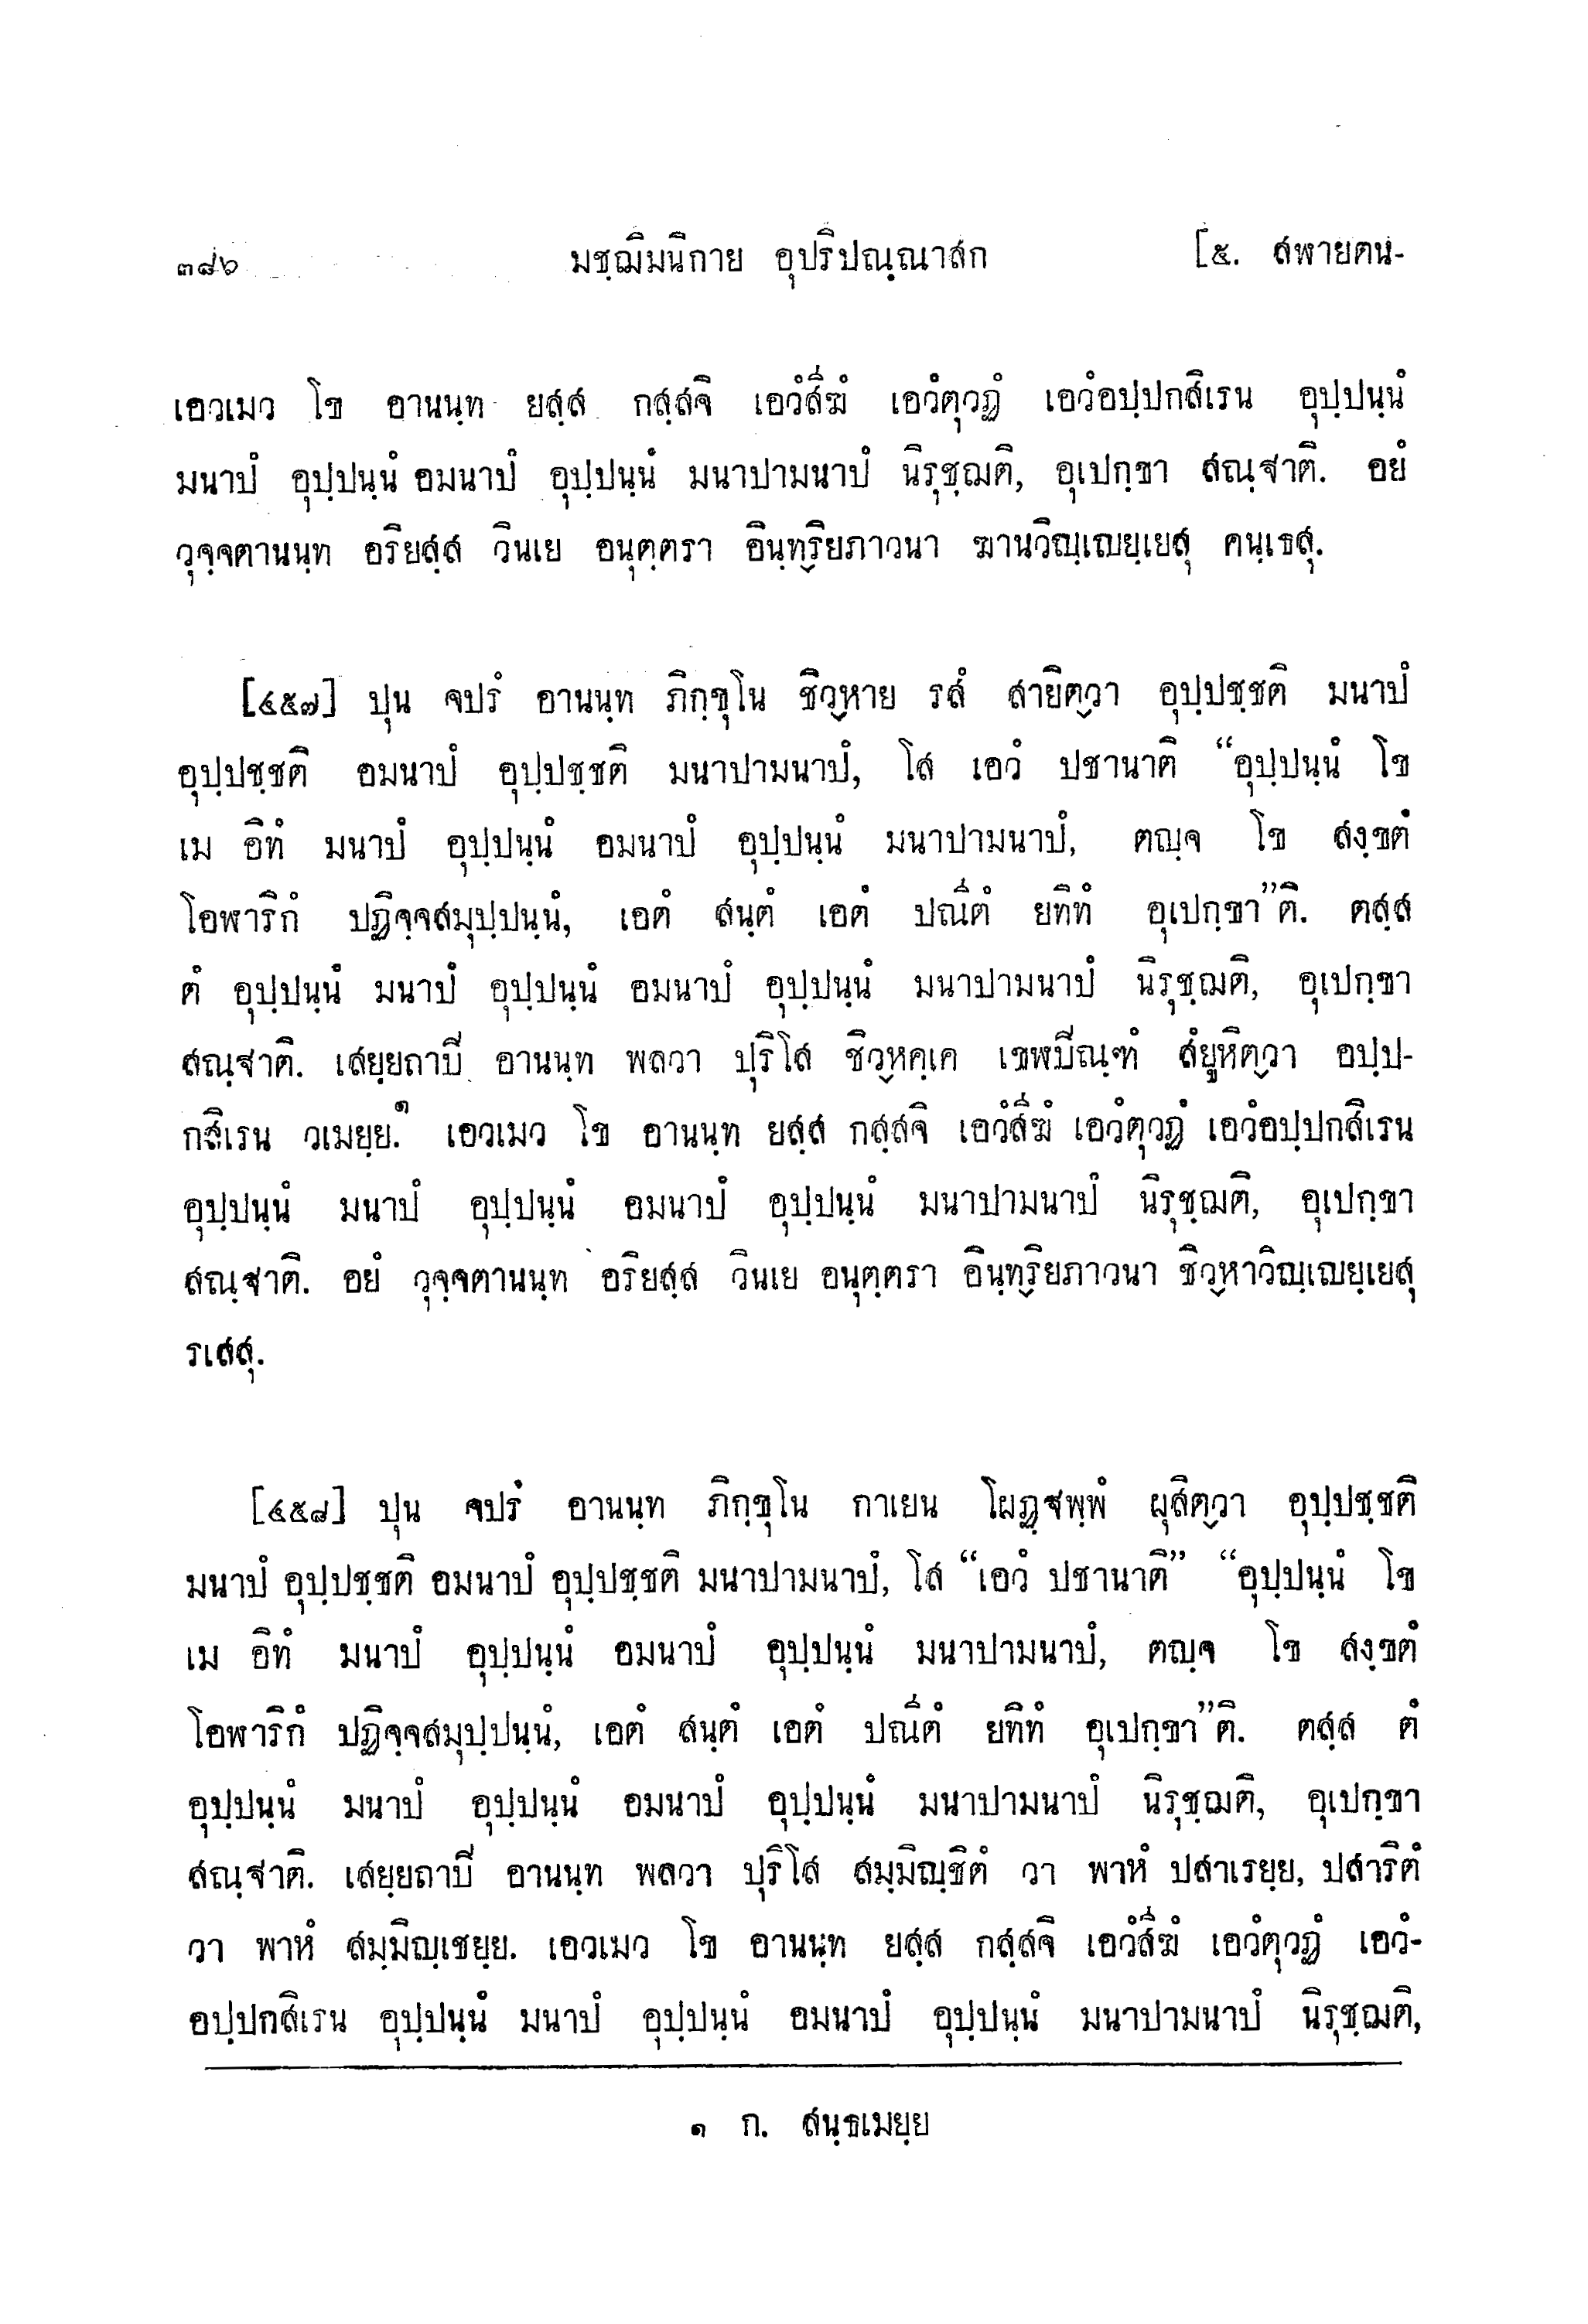 ๓๘๖ มชฺฌิมนิกาย อุปริปณฺณาสก [๕. สฬายตน-
เอวเมว โข อานนฺท ยสฺส กสฺสจิ เอวํสีฆํ เอวํตุวฏํ เอวํอปฺปกสิเรน อุปฺปนฺนํ
มนาปํ อุปฺปนฺนํ อมนาปํ อุปฺปนฺนํ มนาปามนาปํ นิรุชฺฌติ, อุเปกฺขา สณฺฐาติ. อยํ
วุจฺจตานนฺท อริยสฺส วินเย อนุตฺตรา อินฺทฺริยภาวนา ฆานวิญฺเญยฺเยสุ คนฺเธสุ.
[๔๕๗] ปุน จปรํ อานนฺท ภิกฺขุโน ชิวฺหาย รสํ สายิตฺวา อุปฺปชฺชติ มนาปํ
อุปฺปชฺชติ อมนาปํ อุปฺปชฺชติ มนาปามนาปํ, โส เอวํ ปชานาติ “อุปฺปนฺนํ โข
เม อิทํ มนาปํ อุปฺปนฺนํ อมนาปํ อุปฺปนฺนํ มนาปามนาปํ, ตญฺจ โข สงฺขตํ
โอฬาริกํ ปฏิจฺจสมุปฺปนฺนํ, เอตํ สนฺตํ เอตํ ปณีตํ ยทิทํ อุเปกฺขา”ติ. ตสฺส
ตํ อุปฺปนฺนํ มนาปํ อุปฺปนฺนํ อมนาปํ อุปฺปนฺนํ มนาปามนาปํ นิรุชฺฌติ, อุเปกฺขา
สณฺฐาติ. เสยฺยถาปิ อานนฺท พลวา ปุริโส ชิวฺหคฺเค เขฬปิณฺฑํ สํยูหิตฺวา อปฺป-
กสิเรน วเมยฺย.๑ เอวเมว โข อานนฺท ยสฺส กสฺสจิ เอวํสีฆํ เอวํตุวฏํ เอวํอปฺปกสิเรน
อุปฺปนฺนํ มนาปํ อุปฺปนฺนํ อมนาปํ อุปฺปนฺนํ มนาปามนาปํ นิรุชฺฌติ, อุเปกฺขา
สณฺฐาติ. อยํ วุจฺจตานนฺท อริยสฺส วินเย อนุตฺตรา อินฺทฺริยภาวนา ชิวฺหาวิญฺเญยฺเยสุ
รเสสุ.
[๔๕๘] ปุน จปรํ อานนฺท ภิกฺขุโน กาเยน โผฏฺฐพฺพํ ผุสิตฺวา อุปฺปชฺชติ
มนาปํ อุปฺปชฺชติ อมนาปํ อุปฺปชฺชติ มนาปามนาปํ, โส “เอวํ ปชานาติ” “อุปฺปนฺนํ โข
เม อิทํ มนาปํ อุปฺปนฺนํ อมนาปํ อุปฺปนฺนํ มนาปามนาปํ, ตญฺจ โข สงฺขตํ
โอฬาริกํ ปฏิจฺจสมุปฺปนฺนํ, เอตํ สนฺตํ เอตํ ปณีตํ ยทิทํ อุเปกฺขา”ติ. ตสฺส ตํ
อุปฺปนฺนํ มนาปํ อุปฺปนฺนํ อมนาปํ อุปฺปนฺนํ มนาปามนาปํ นิรุชฺฌติ, อุเปกฺขา
สณฺฐาติ. เสยฺยถาปิ อานนฺท พลวา ปุริโส สมฺมิญฺชิตํ วา พาหํ ปสาเรยฺย, ปสาริตํ
วา พาหํ สมฺมิญฺเชยฺย. เอวเมว โข อานนฺท ยสฺส กสฺสจิ เอวํสีฆํ เอวํตุวฏํ เอวํ-
อปฺปกสิเรน อุปฺปนฺนํ มนาปํ อุปฺปนฺนํ อมนาปํ อุปฺปนฺนํ มนาปามนาปํ นิรุชฺฌติ,
๑ ก. สนฺธเมยฺย